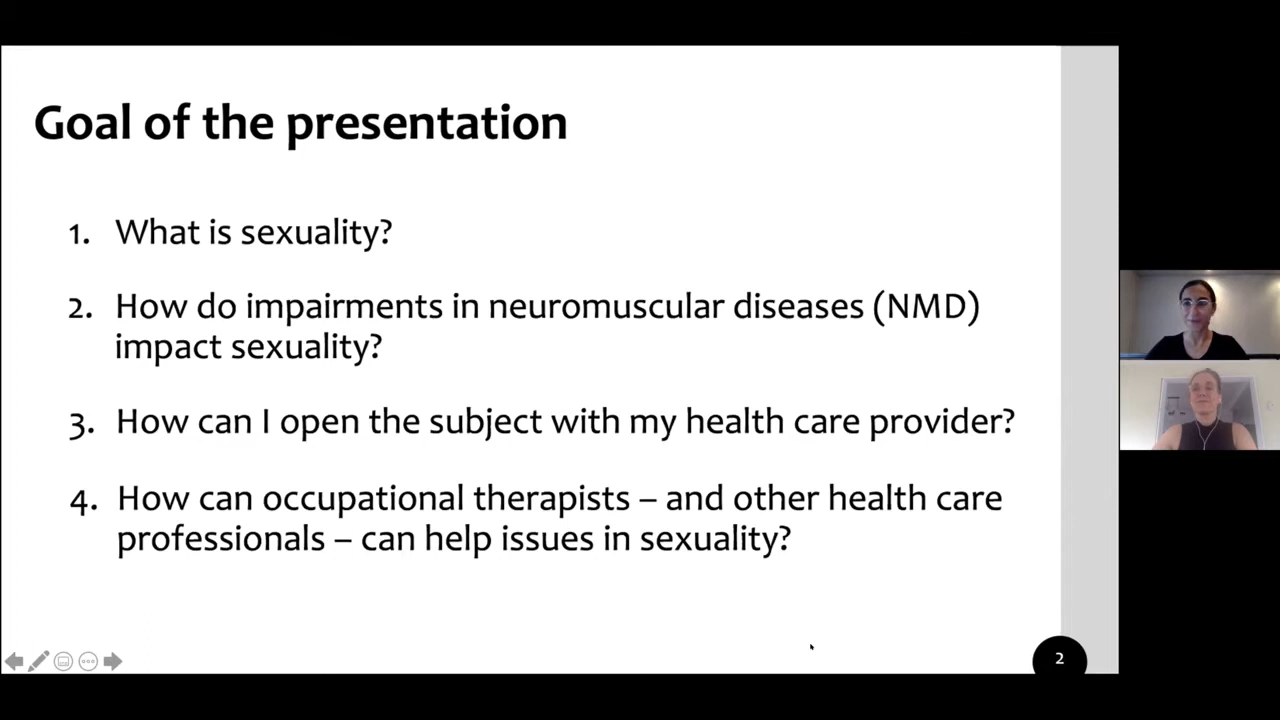 Goal of the presentation
1. What is sexuality?
2. How do impairments in neuromuscular diseases (NMD)
impact sexuality?
3. How can I open the subject with my health care provider?
4. How can occupational therapists – and other health care
professionals – can help issues in sexuality?
2